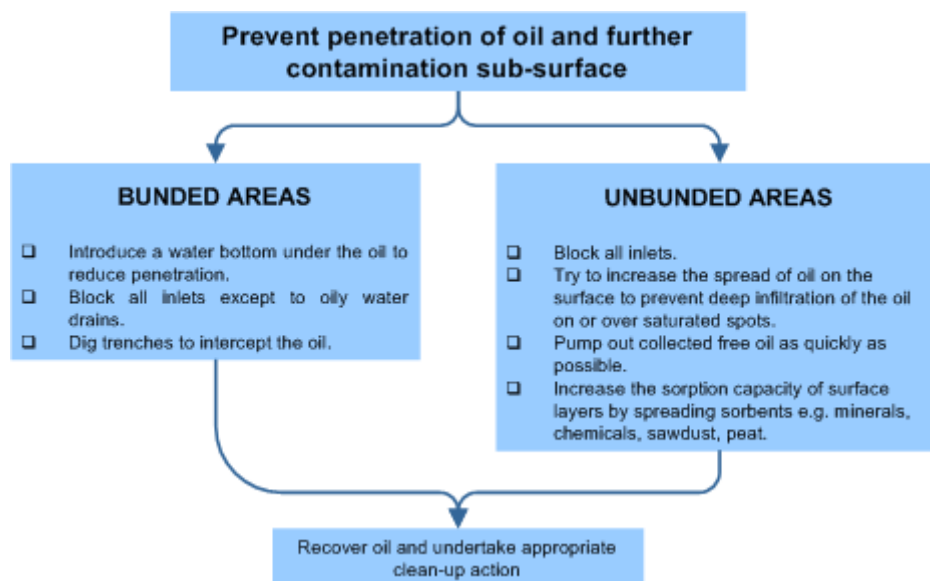 Prevent penetration of oil and further
contamination sub-surface
BUNDED AREAS
❑ Introduce a water bottom under the oil to
reduce penetration.
❑ Block all inlets except to oily water
drains.
❑ Dig trenches to intercept the oil.
UNBUNDED AREAS
❑ Block all inlets.
❑ Try to increase the spread of oil on the
surface to prevent deep infiltration of the oil
on or over saturated spots.
❑ Pump out collected free oil as quickly as
possible.
❑ Increase the sorption capacity of surface
layers by spreading sorbents e.g. minerals,
chemicals, sawdust, peat.
Recover oil and undertake appropriate
clean-up action